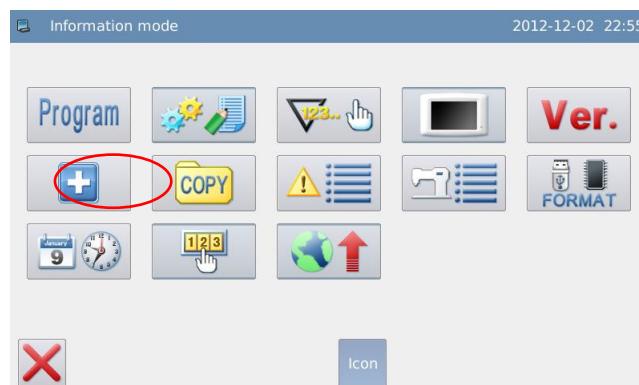 Information mode 2012-12-02 22:55
Program 123... Ver.
COPY FORMAT
January 9 123
Icon